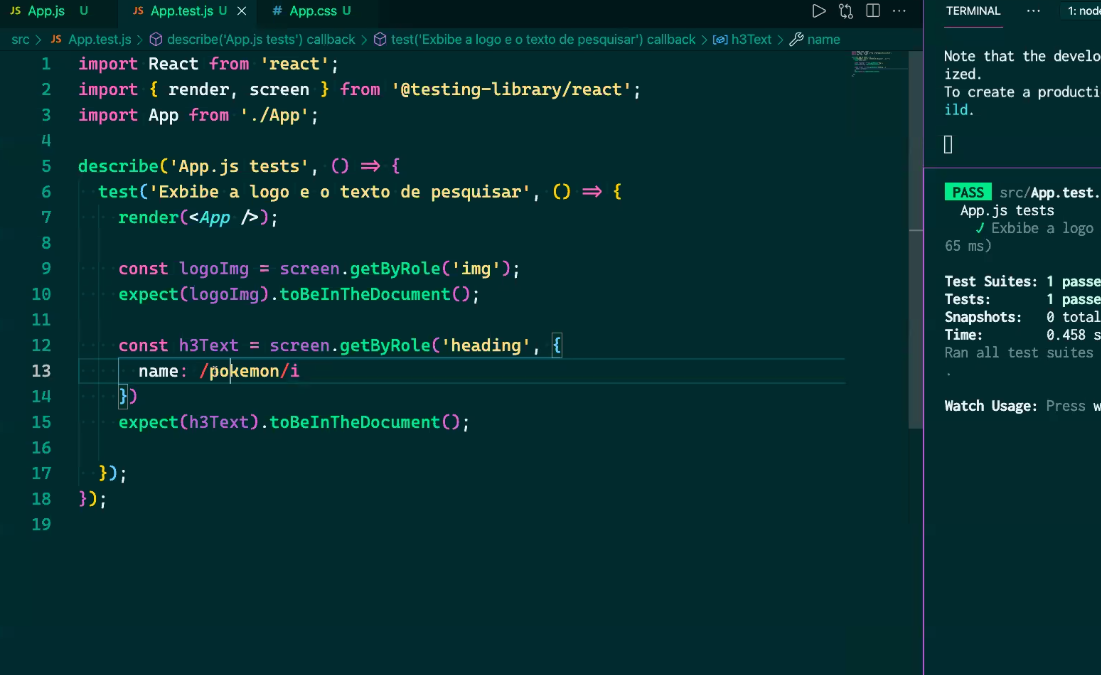 JS App.js U JS App.test.js U × # App.css U
src > JS App.test.js > describe('App.js tests') callback > test('Exbibe a logo e o texto de pesquisar') callback > h3Text > name
1 import React from 'react';
2 import { render, screen } from '@testing-library/react';
3 import App from './App';
4
5 describe('App.js tests', () => {
6 test('Exbibe a logo e o texto de pesquisar', () => {
7 render(<App />);
8
9 const logoImg = screen.getByRole('img');
10 expect(logoImg).toBeInTheDocument();
11
12 const h3Text = screen.getByRole('heading', {
13 name: /pokemon/i
14 })
15 expect(h3Text).toBeInTheDocument();
16
17 });
18 });
19
TERMINAL ··· 1: node
Note that the develo
ized.
To create a producti
ild.
PASS src/App.test.
App.js tests
✓ Exbibe a logo
65 ms)
Test Suites: 1 passe
Tests: 1 passe
Snapshots: 0 total
Time: 0.458 s
Ran all test suites
.
Watch Usage: Press w